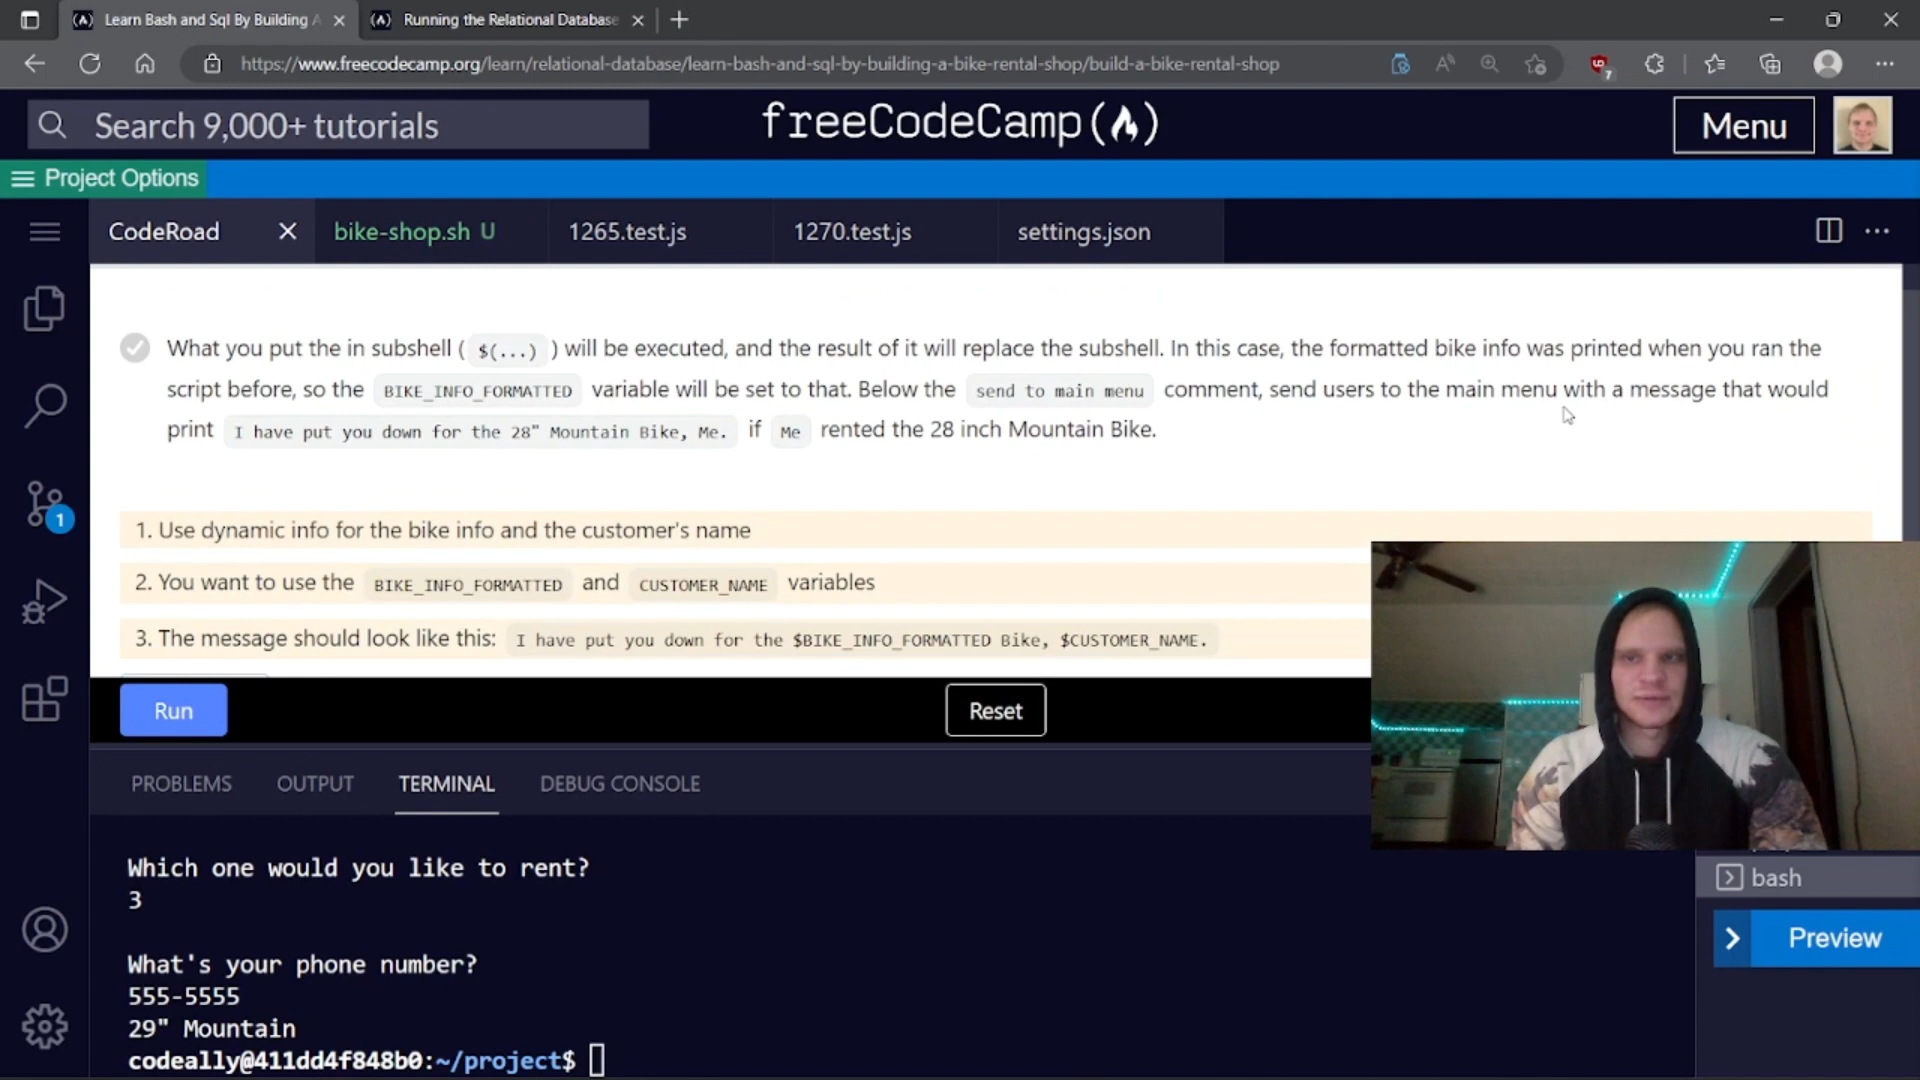 Learn Bash and Sql By Building A
Running the Relational Database
https://www.freecodecamp.org/learn/relational-database/learn-bash-and-sql-by-building-a-bike-rental-shop/build-a-bike-rental-shop
7
Search 9,000+ tutorials
freeCodeCamp
Menu
Project Options
CodeRoad
bike-shop.sh U
1265.test.js
1270.test.js
settings.json
What you put the in subshell ( $(...) ) will be executed, and the result of it will replace the subshell. In this case, the formatted bike info was printed when you ran the
script before, so the BIKE_INFO_FORMATTED variable will be set to that. Below the send to main menu comment, send users to the main menu with a message that would
print I have put you down for the 28" Mountain Bike, Me. if Me rented the 28 inch Mountain Bike.
1. Use dynamic info for the bike info and the customer's name
2. You want to use the BIKE_INFO_FORMATTED and CUSTOMER_NAME variables
3. The message should look like this: I have put you down for the $BIKE_INFO_FORMATTED Bike, $CUSTOMER_NAME.
1
Run
Reset
PROBLEMS
OUTPUT
TERMINAL
DEBUG CONSOLE
Which one would you like to rent?
3
What's your phone number?
555-5555
29" Mountain
codeally@411dd4f848b0:~/project$
bash
Preview